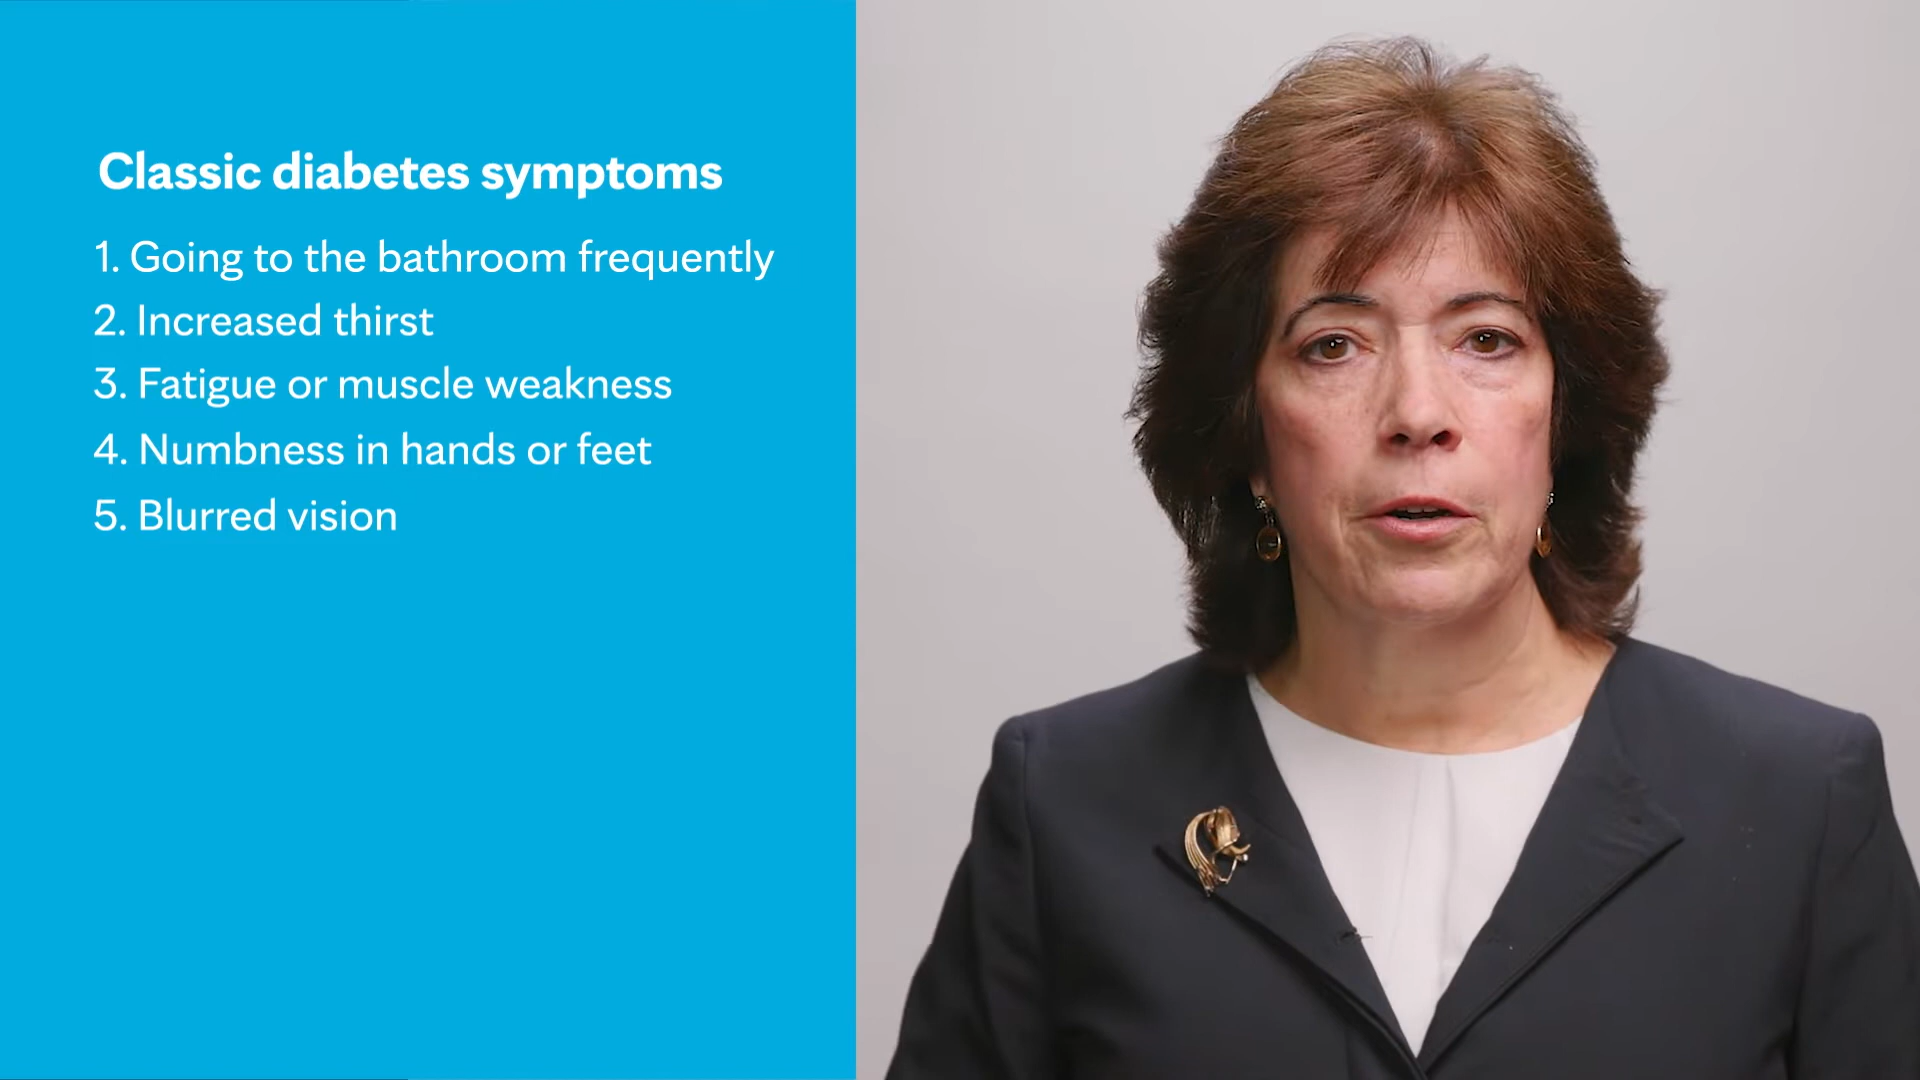 Classic diabetes symptoms
1. Going to the bathroom frequently
2. Increased thirst
3. Fatigue or muscle weakness
4. Numbness in hands or feet
5. Blurred vision